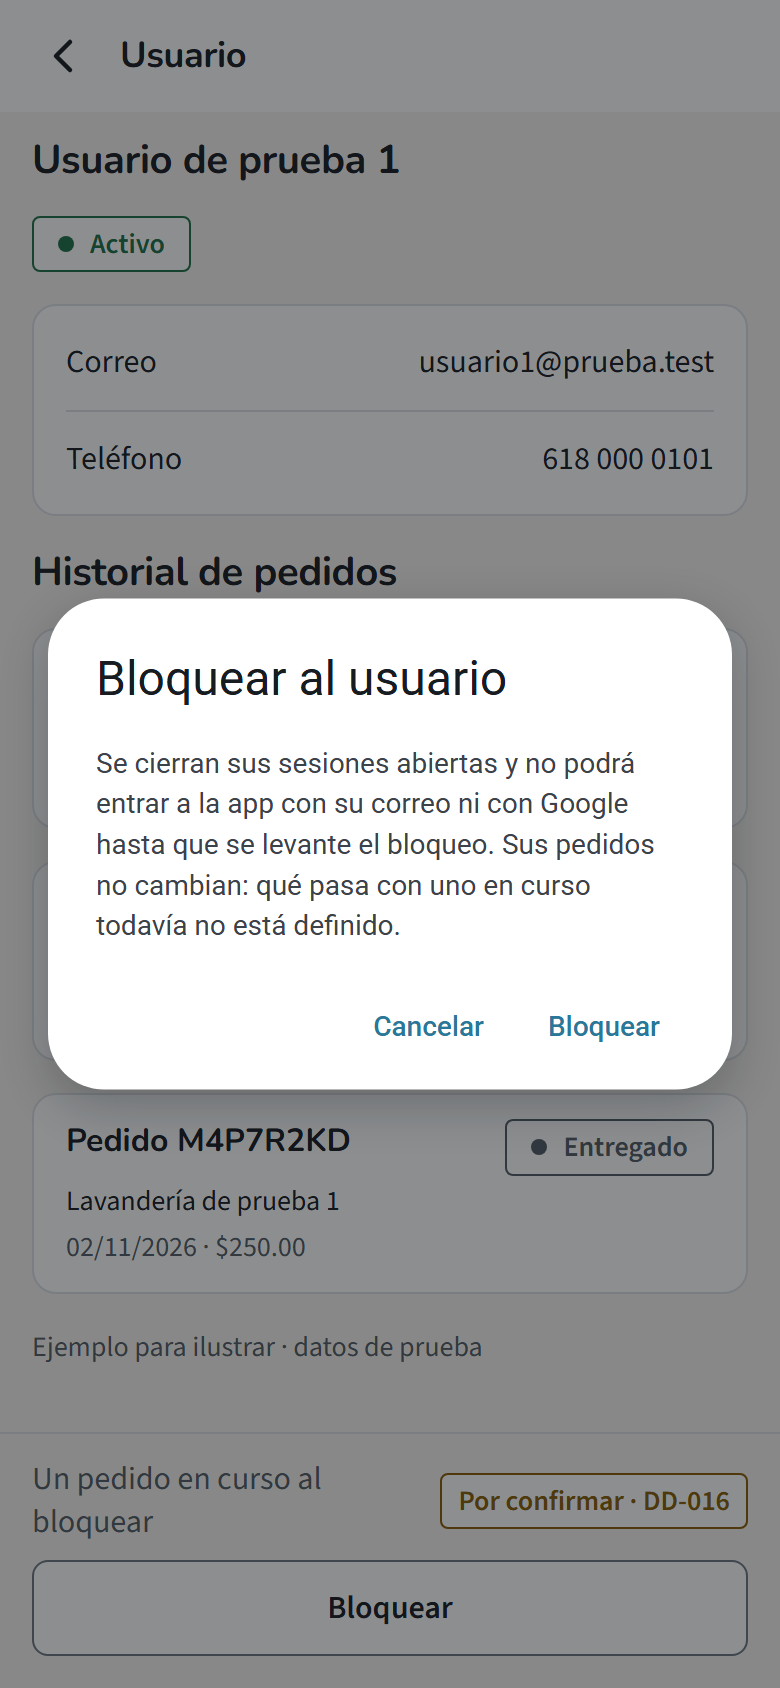 Usuario
Usuario de prueba 1
Activo
Correo usuario1@prueba.test
Teléfono 618 000 0101
Historial de pedidos
Bloquear al usuario
Se cierran sus sesiones abiertas y no podrá
entrar a la app con su correo ni con Google
hasta que se levante el bloqueo. Sus pedidos
no cambian: qué pasa con uno en curso
todavía no está definido.
Cancelar Bloquear
Pedido M4P7R2KD Entregado
Lavandería de prueba 1
02/11/2026 · $250.00
Ejemplo para ilustrar · datos de prueba
Un pedido en curso al
bloquear
Por confirmar · DD-016
Bloquear